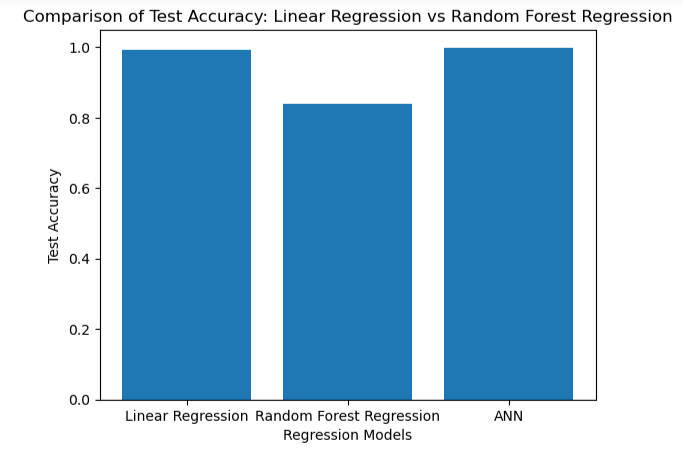 Comparison of Test Accuracy: Linear Regression vs Random Forest Regression
1.0
0.8
0.6
0.4
0.2
0.0
Test Accuracy
Linear Regression Random Forest Regression ANN
Regression Models